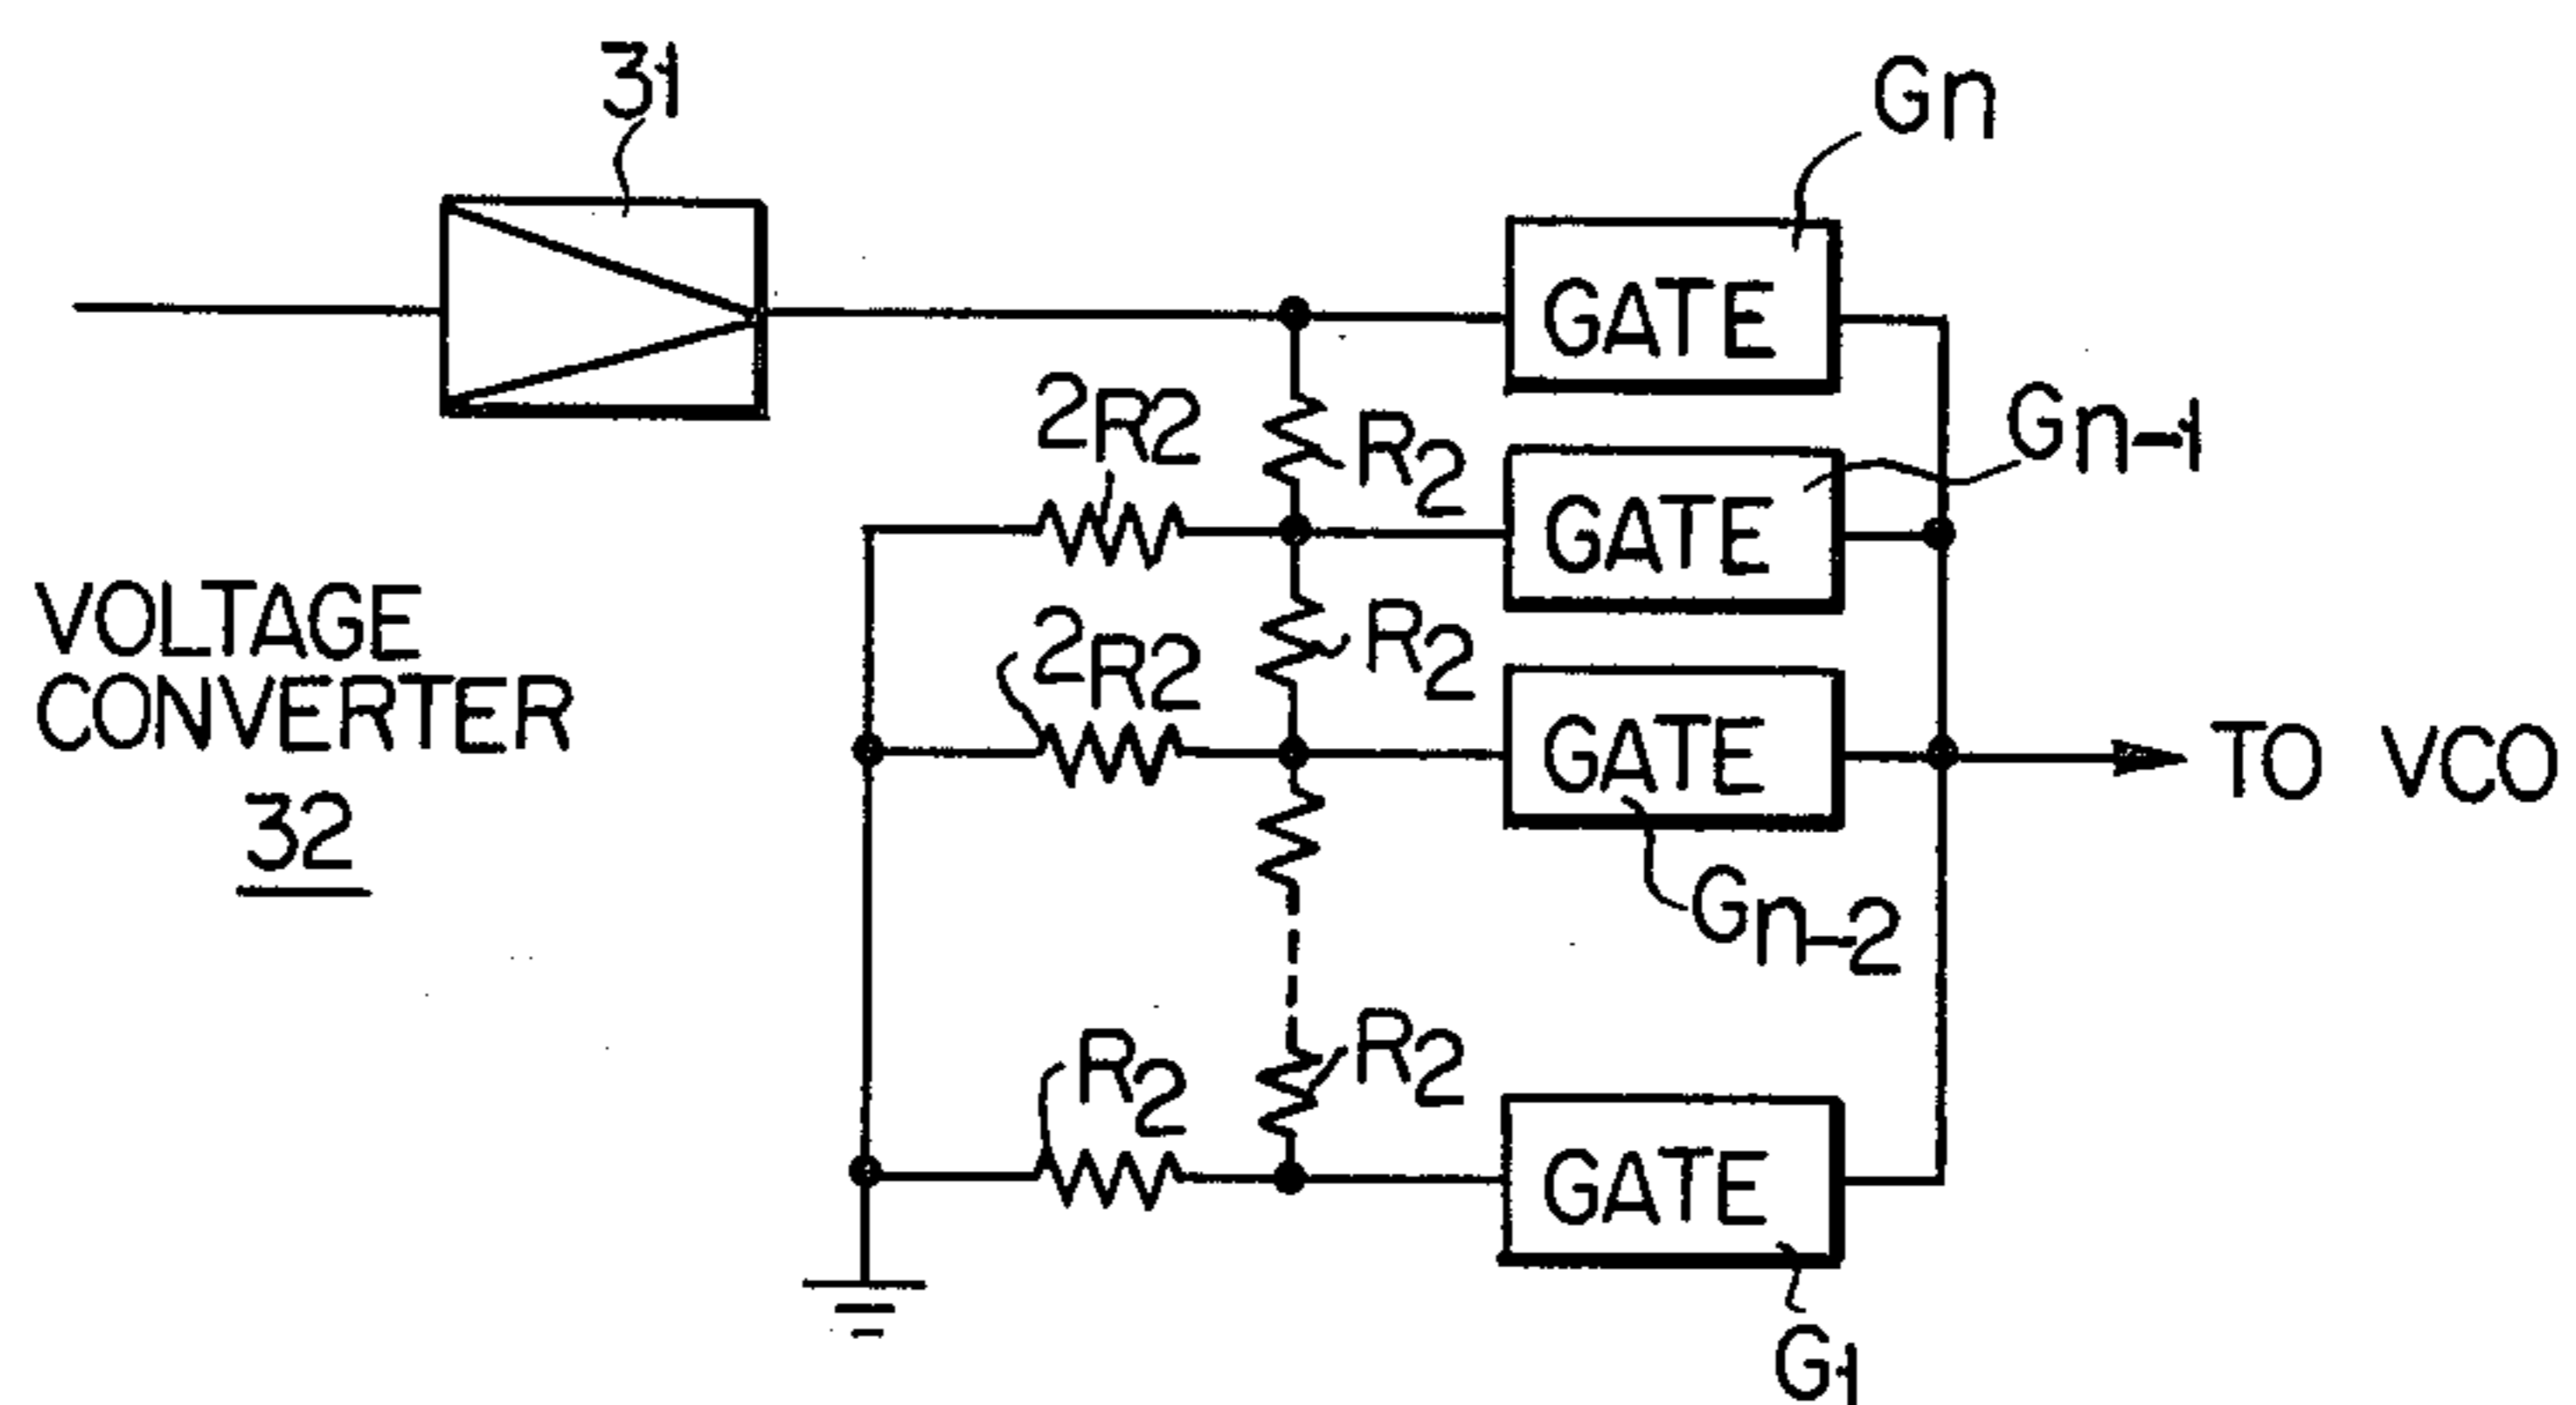 31
Gn
GATE
Gn-1
2R2
R2
GATE
VOLTAGE
CONVERTER
32
2R2
R2
GATE
TO VCO
Gn-2
R2
R2
GATE
G1